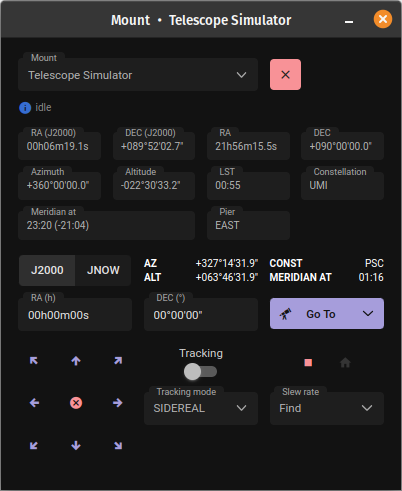 Mount • Telescope Simulator
Mount
Telescope Simulator
idle
RA (J2000) DEC (J2000) RA DEC
00h06m19.1s +089°52'02.7" 21h56m15.5s +090°00'00.0"
Azimuth Altitude LST Constellation
+360°00'00.0" -022°30'33.2" 00:55 UMI
Meridian at Pier
23:20 (-21:04) EAST
J2000 JNOW
AZ +327°14'31.9" CONST PSC
ALT +063°46'31.9" MERIDIAN AT 01:16
RA (h) DEC (°)
00h00m00s 00°00'00" Go To
Tracking
Tracking mode Slew rate
SIDEREAL Find